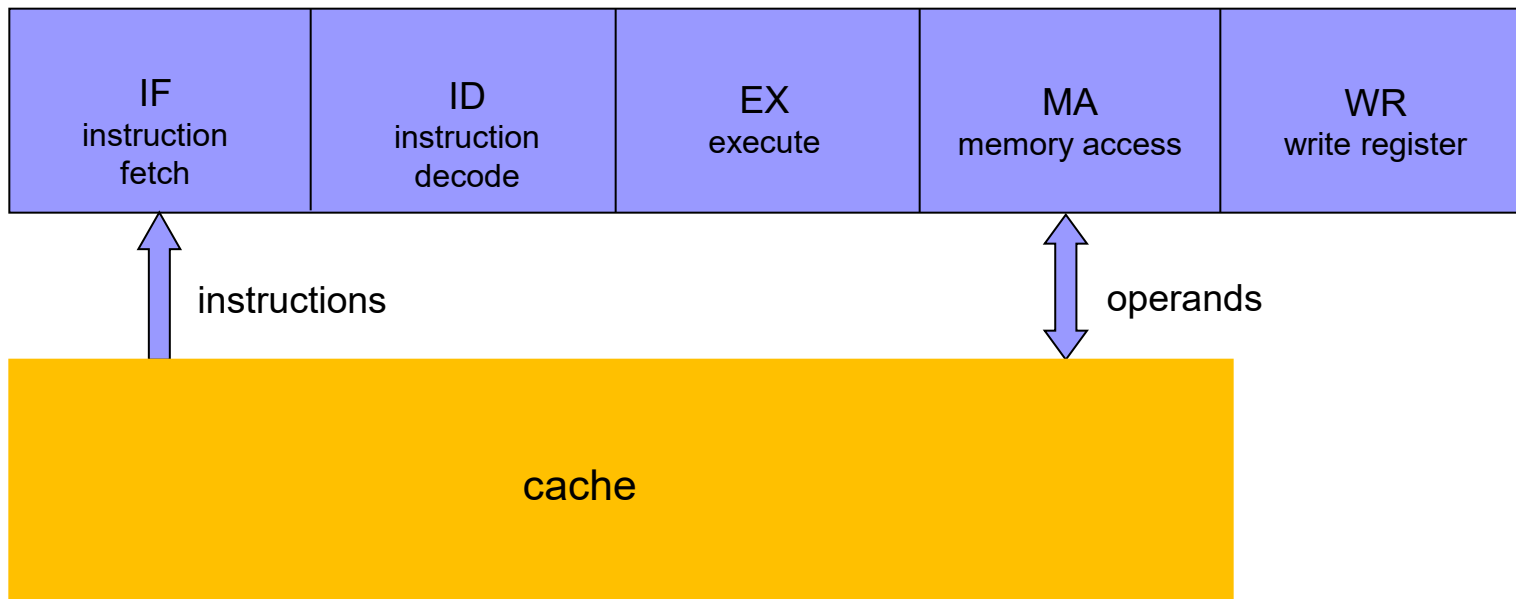 IF
instruction
fetch
ID
instruction
decode
EX
execute
MA
memory access
WR
write register
instructions
operands
cache